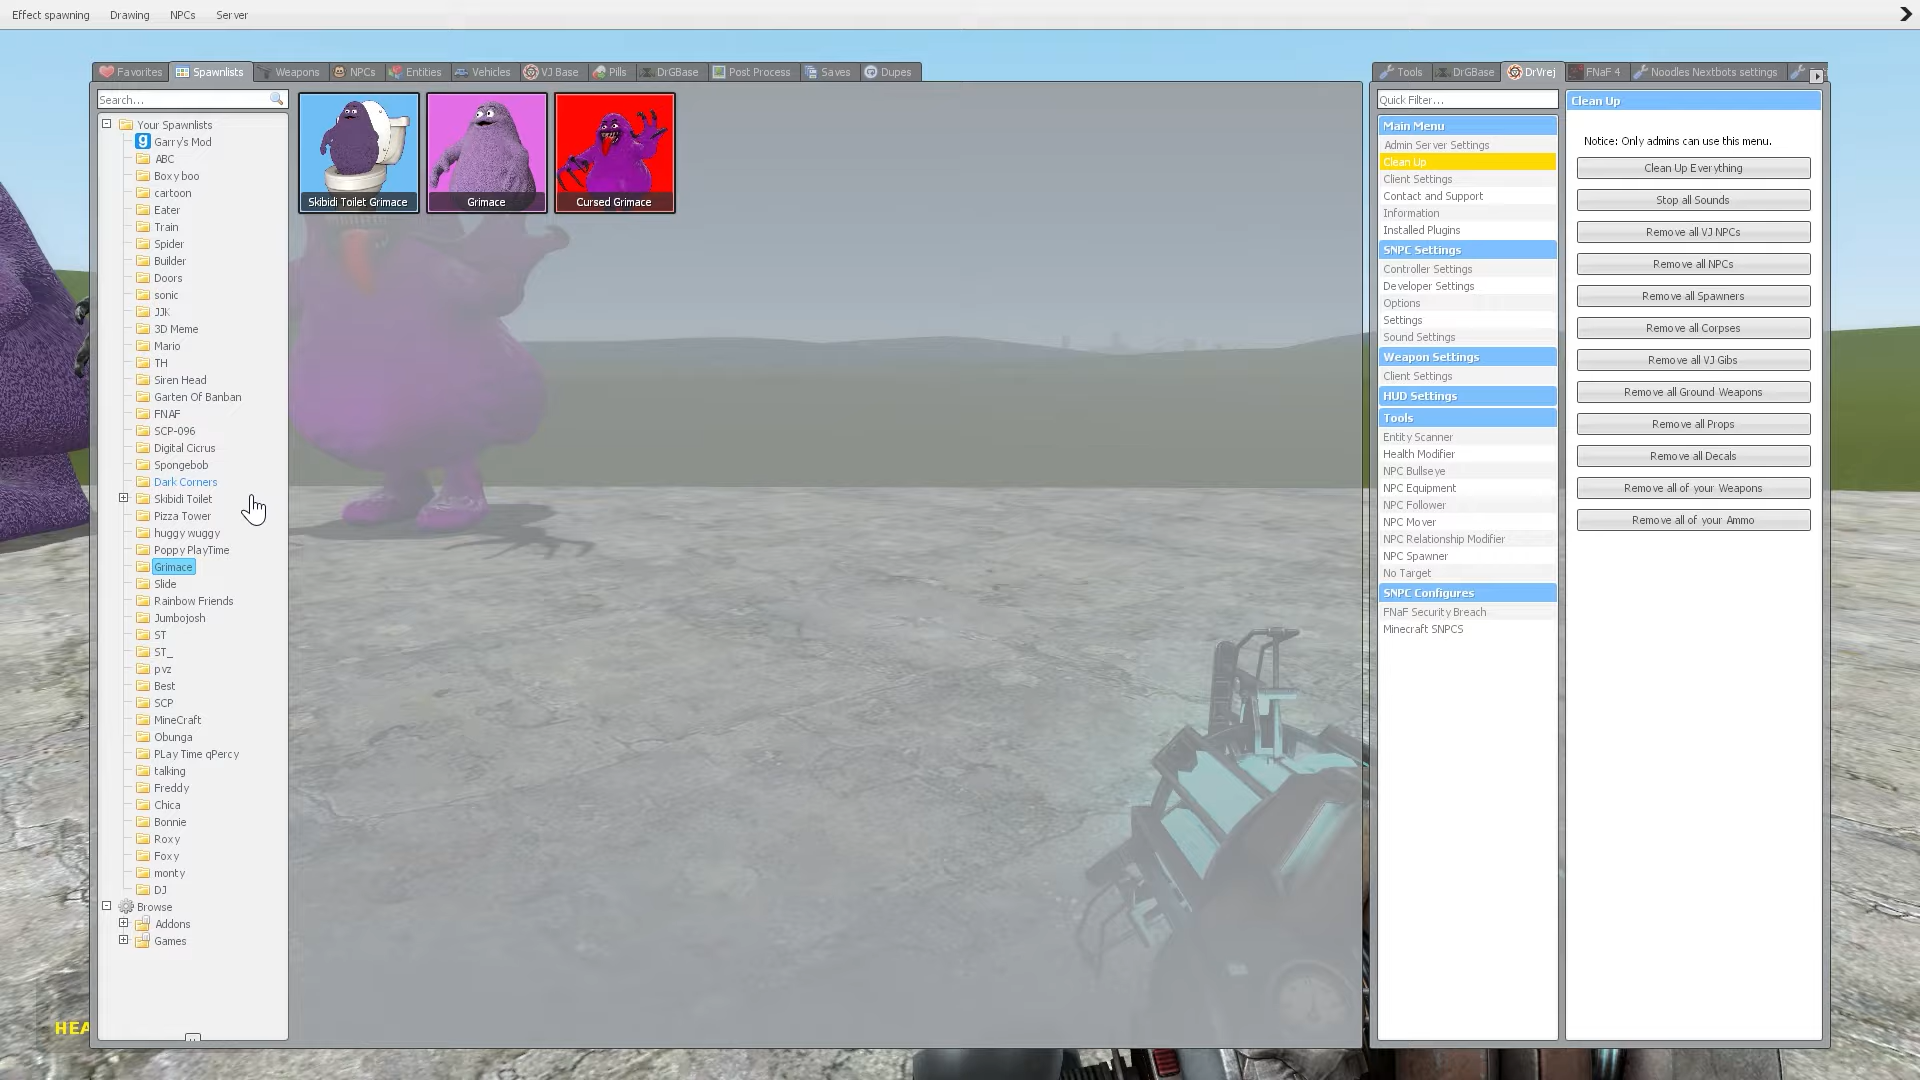 Effect spawning Drawing NPCs Server
Favorites Spawnlists Weapons NPCs Entities Vehicles VJ Base Pills DrGBase Post Process Saves Dupes
Search...
Your Spawnlists
Garry's Mod
ABC
Boxy boo
cartoon
Eater
Train
Spider
Builder
Doors
sonic
JJK
3D Meme
Mario
TH
Siren Head
Garten Of Banban
FNAF
SCP-096
Digital Cicrus
Spongebob
Dark Corners
Skibidi Toilet
Pizza Tower
huggy wuggy
Poppy PlayTime
Grimace
Slide
Rainbow Friends
Jumbojosh
ST
ST_
pvz
Best
SCP
MineCraft
Obunga
PLay Time qPercy
talking
Freddy
Chica
Bonnie
Roxy
Foxy
monty
DJ
Browse
Addons
Games
Skibidi Toilet Grimace Grimace Cursed Grimace
HEA
Tools DrGBase DrVrej FNaF 4 Noodles Nextbots settings
Quick Filter...
Main Menu
Admin Server Settings
Clean Up
Client Settings
Contact and Support
Information
Installed Plugins
SNPC Settings
Controller Settings
Developer Settings
Options
Settings
Sound Settings
Weapon Settings
Client Settings
HUD Settings
Tools
Entity Scanner
Health Modifier
NPC Bullseye
NPC Equipment
NPC Follower
NPC Mover
NPC Relationship Modifier
NPC Spawner
No Target
SNPC Configures
FNaF Security Breach
Minecraft SNPCS
Clean Up
Notice: Only admins can use this menu.
Clean Up Everything
Stop all Sounds
Remove all VJ NPCs
Remove all NPCs
Remove all Spawners
Remove all Corpses
Remove all VJ Gibs
Remove all Ground Weapons
Remove all Props
Remove all Decals
Remove all of your Weapons
Remove all of your Ammo